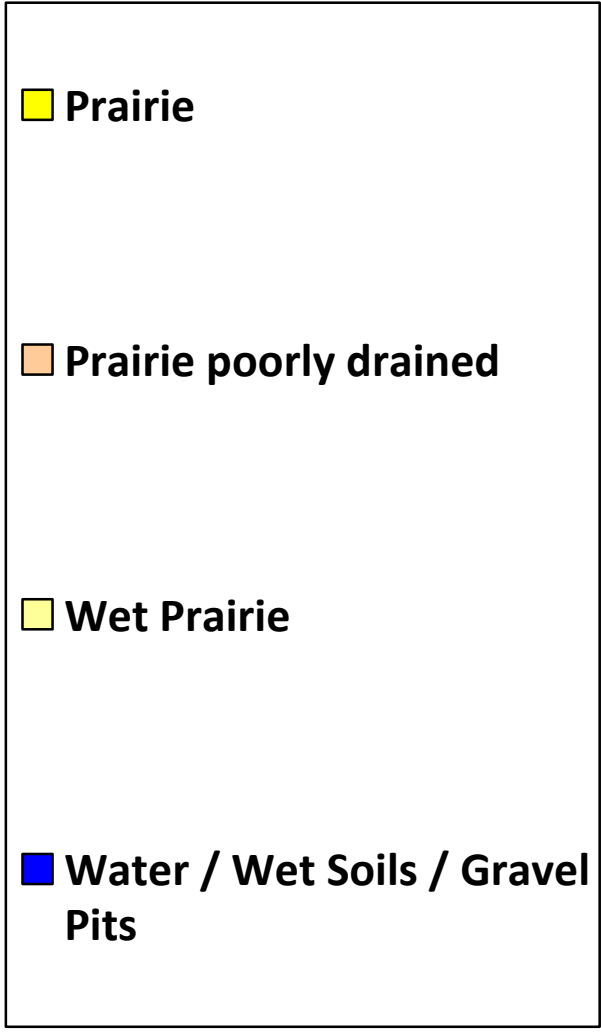 Prairie
Prairie poorly drained
Wet Prairie
Water / Wet Soils / Gravel
Pits